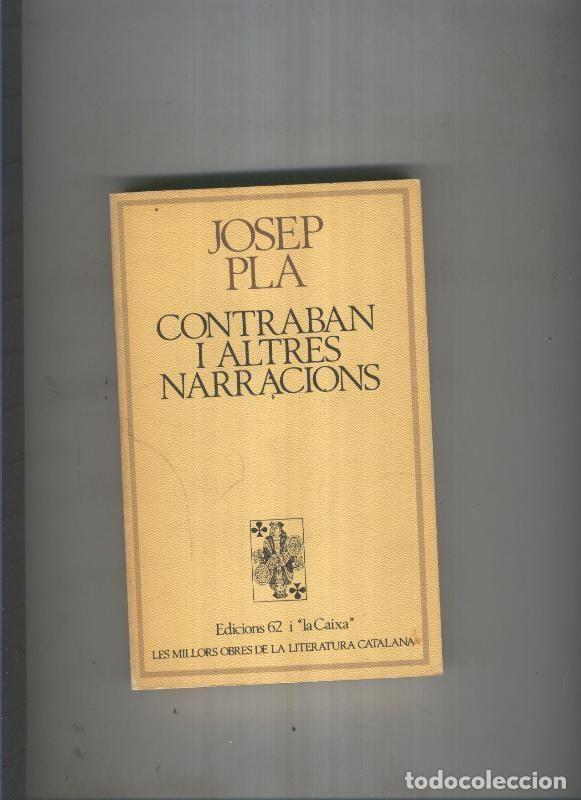 JOSEP
PLA
CONTRABAN
I ALTRES
NARRACIONS
Edicions 62 i "la Caixa"
LES MILLORS OBRES DE LA LITERATURA CATALANA
todocoleccion